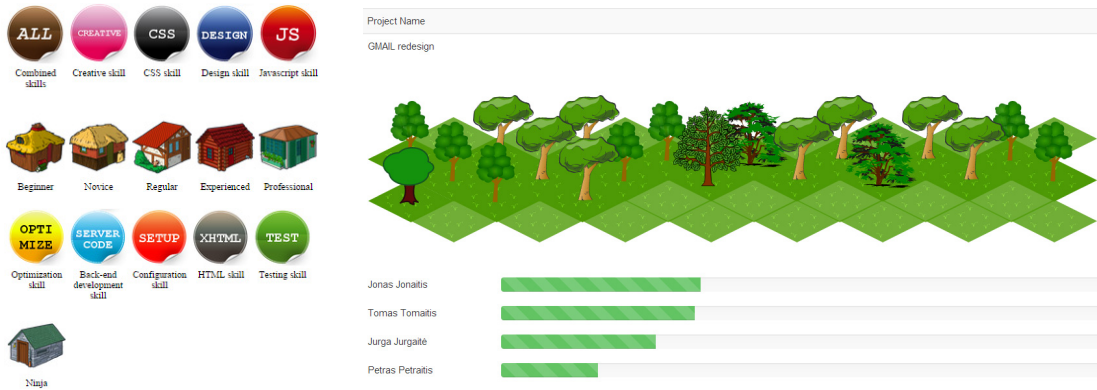 ALL
CREATIVE
CSS
DESIGN
JS
Combined
skills
Creative skill
CSS skill
Design skill
Javascript skill
Beginner
Novice
Regular
Experienced
Professional
OPTI
MIZE
SERVER
CODE
SETUP
XHTML
TEST
Optimization
skill
Back-end
development
skill
Configuration
skill
HTML skill
Testing skill
Ninja
Project Name
GMAIL redesign
Jonas Jonaitis
Tomas Tomaitis
Jurga Jurgaitė
Petras Petraitis